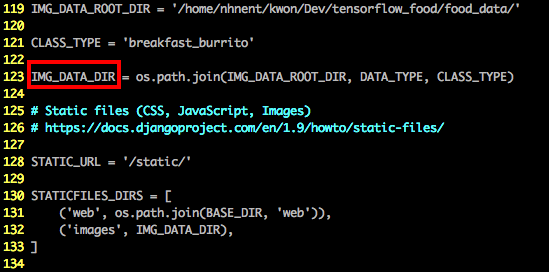 119 IMG_DATA_ROOT_DIR = '/home/nhnent/kwon/Dev/tensorflow_food/food_data/'
120
121 CLASS_TYPE = 'breakfast_burrito'
122
123 IMG_DATA_DIR = os.path.join(IMG_DATA_ROOT_DIR, DATA_TYPE, CLASS_TYPE)
124
125 # Static files (CSS, JavaScript, Images)
126 # https://docs.djangoproject.com/en/1.9/howto/static-files/
127
128 STATIC_URL = '/static/'
129
130 STATICFILES_DIRS = [
131     ('web', os.path.join(BASE_DIR, 'web')),
132     ('images', IMG_DATA_DIR),
133 ]
134